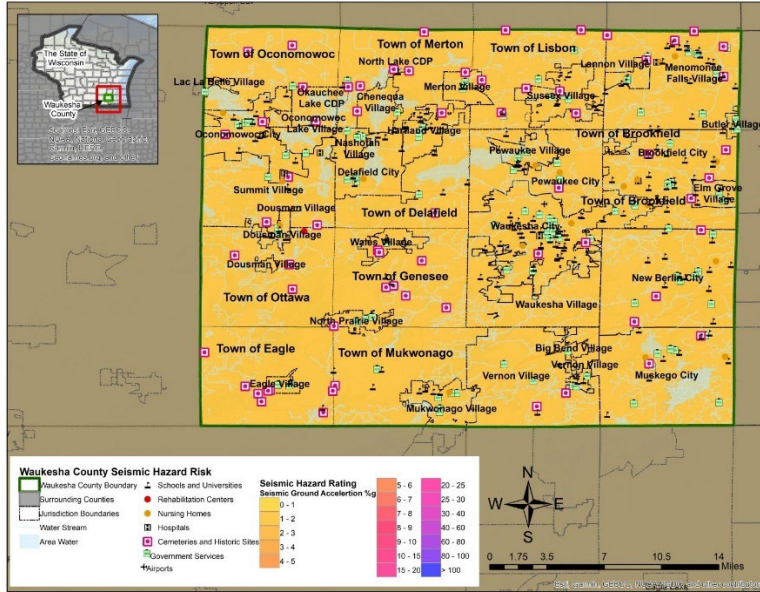 The State of
Wisconsin
Waukesha
County
Town of Oconomowoc
Town of Merton
Town of Lisbon
North Lake CDP
Lannon Village
Menomonee
Falls Village
Lac La Belle Village
Okauchee
Lake CDP
Chenequa
Village
Merton Village
Sussex Village
Oconomowoc
Lake Village
Oconomowoc City
Hartland Village
Butler Village
Town of Brookfield
Nashotah
Village
Pewaukee Village
Brookfield City
Delafield City
Pewaukee City
Summit Village
Elm Grove
Village
Town of Brookfield
Dousman Village
Town of Delafield
Waukesha City
Dousman Village
Wales Village
Dousman Village
Town of Genesee
New Berlin City
Town of Ottawa
Waukesha Village
North Prairie Village
Town of Eagle
Town of Mukwonago
Big Bend Village
Vernon Village
Vernon Village
Muskego City
Eagle Village
Mukwonago Village
Waukesha County Seismic Hazard Risk
Waukesha County Boundary
Surrounding Counties
Jurisdiction Boundaries
Water Stream
Area Water
Schools and Universities
Rehabilitation Centers
Nursing Homes
Hospitals
Cemeteries and Historic Sites
Government Services
Airports
Seismic Hazard Rating
Seismic Ground Accelertion %g
0 - 1
1 - 2
2 - 3
3 - 4
4 - 5
5 - 6
6 - 7
7 - 8
8 - 9
9 - 10
10 - 15
15 - 20
20 - 25
25 - 30
30 - 40
40 - 60
60 - 80
80 - 100
> 100
N
W E
S
0 1.75 3.5 7 10.5 14
Miles